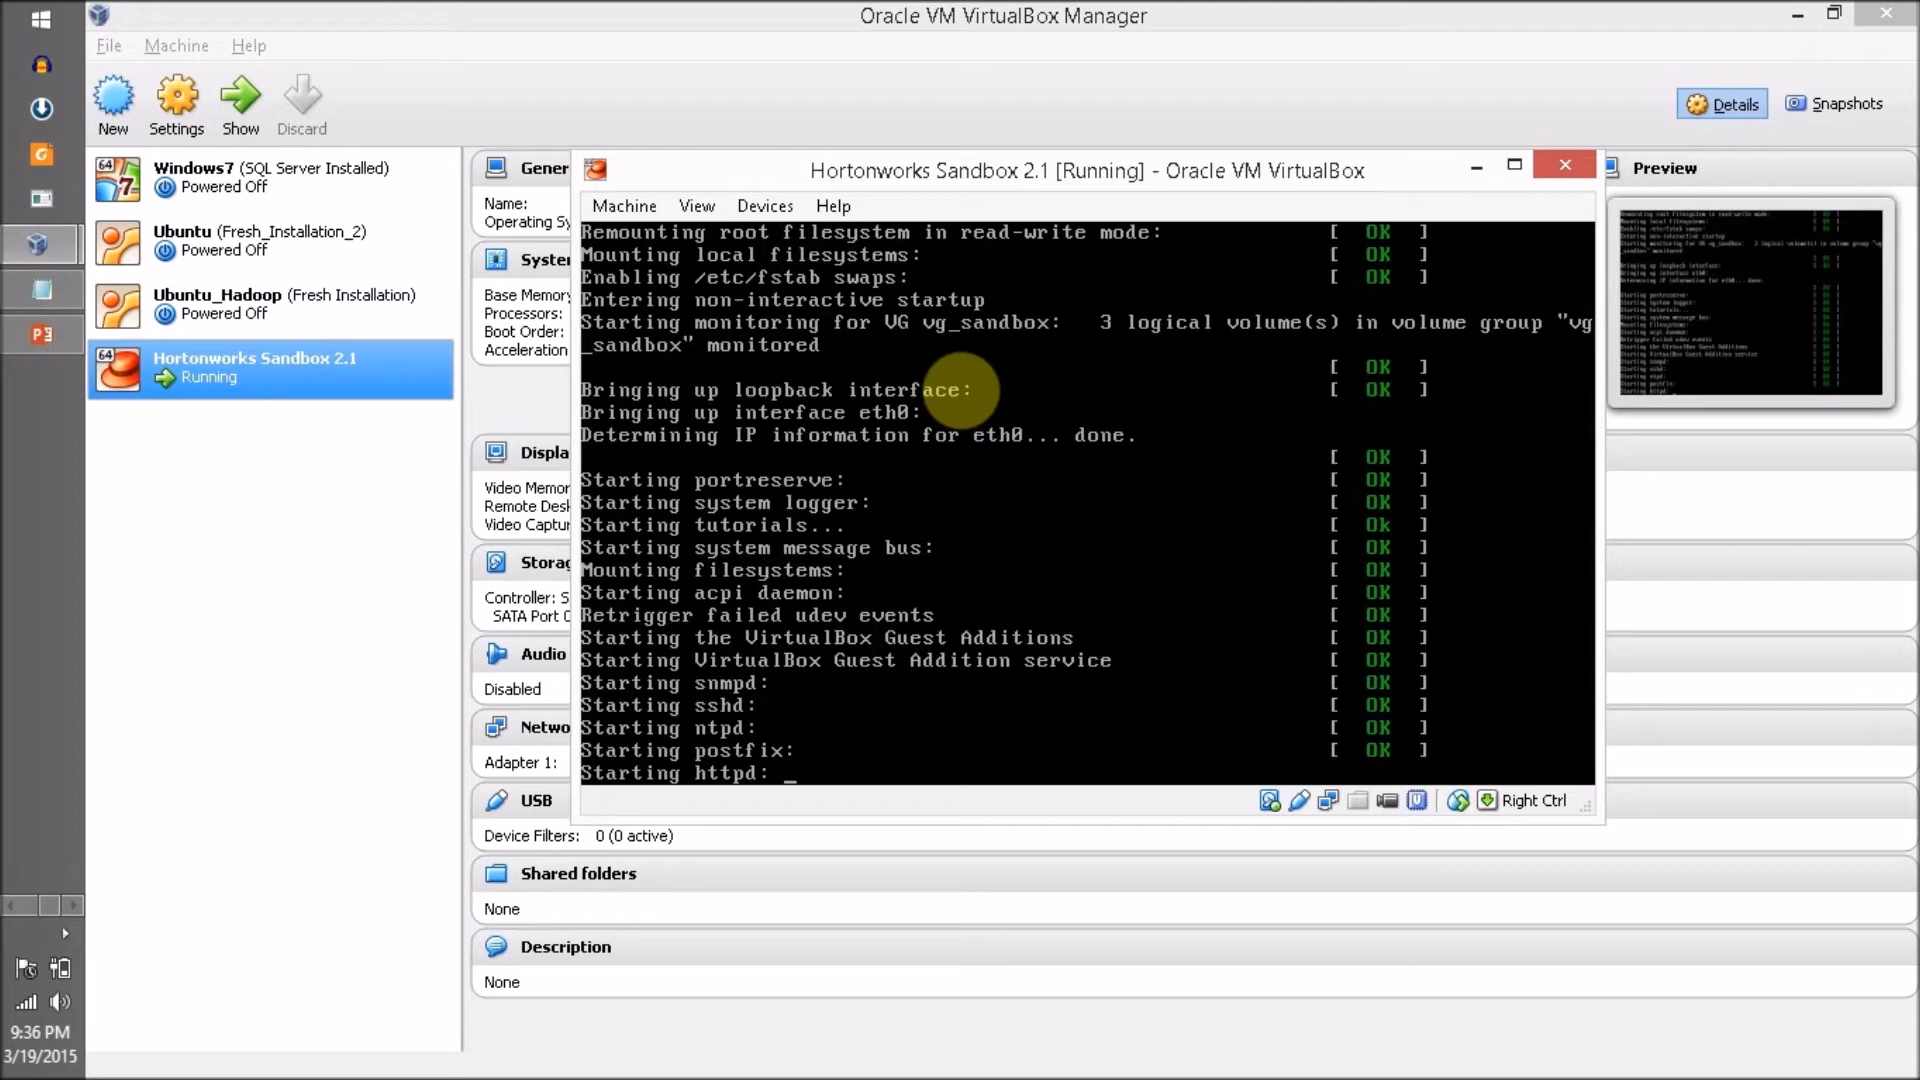 Oracle VM VirtualBox Manager
File Machine Help
New Settings Show Discard
Details Snapshots
64
Windows7 (SQL Server Installed)
Powered Off
Ubuntu (Fresh_Installation_2)
Powered Off
Ubuntu_Hadoop (Fresh Installation)
Powered Off
64
Hortonworks Sandbox 2.1
Running
Gener
Name:
Operating Sy
Syste
Base Memory
Processors:
Boot Order:
Acceleration
Displa
Video Memor
Remote Desk
Video Captur
Storag
Controller: S
SATA Port 0
Audio
Disabled
Netwo
Adapter 1:
USB
Device Filters: 0 (0 active)
Shared folders
None
Description
None
Hortonworks Sandbox 2.1 [Running] - Oracle VM VirtualBox
Machine View Devices Help
Remounting root filesystem in read-write mode: [ OK ]
Mounting local filesystems: [ OK ]
Enabling /etc/fstab swaps: [ OK ]
Entering non-interactive startup
Starting monitoring for VG vg_sandbox: 3 logical volume(s) in volume group "vg
_sandbox" monitored
[ OK ]
Bringing up loopback interface: [ OK ]
Bringing up interface eth0:
Determining IP information for eth0... done.
[ OK ]
Starting portreserve: [ OK ]
Starting system logger: [ OK ]
Starting tutorials... [ Ok ]
Starting system message bus: [ OK ]
Mounting filesystems: [ OK ]
Starting acpi daemon: [ OK ]
Retrigger failed udev events [ OK ]
Starting the VirtualBox Guest Additions [ OK ]
Starting VirtualBox Guest Addition service [ OK ]
Starting snmpd: [ OK ]
Starting sshd: [ OK ]
Starting ntpd: [ OK ]
Starting postfix: [ OK ]
Starting httpd: _
Right Ctrl
Preview
9:36 PM
3/19/2015